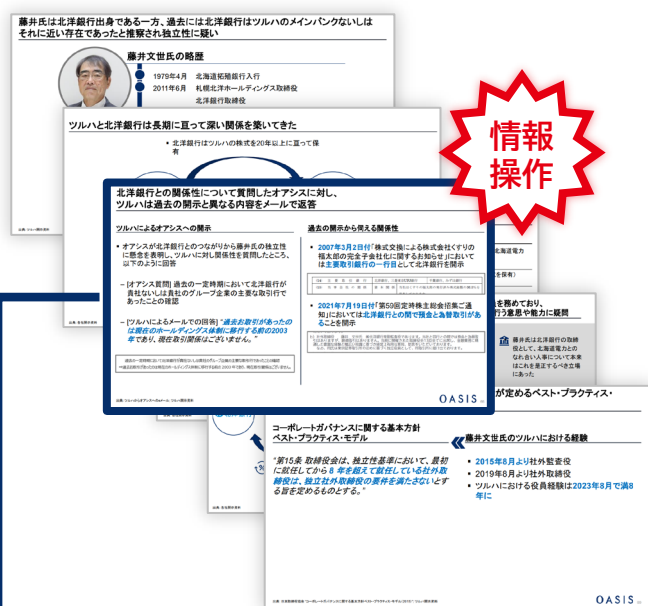 藤井氏は北洋銀行出身である一方、過去には北洋銀行はツルハのメインバンクないしは
それに近い存在であったと推察され独立性に疑い
藤井文世氏の略歴
1979年4月 北海道拓殖銀行入行
2011年6月 札幌北洋ホールディングス取締役
北洋銀行取締役
ツルハと北洋銀行は長期に亘って深い関係を築いてきた
• 北洋銀行はツルハの株式を20年以上に亘って保
有
情報
操作
北洋銀行との関係性について質問したオアシスに対し、
ツルハは過去の開示と異なる内容をメールで返答
ツルハによるオアシスへの開示
• オアシスが北洋銀行とのつながりから藤井氏の独立性
に懸念を表明し、ツルハに対し関係性を質問したところ、
以下のように回答
– [オアシス質問] 過去の一定時期において北洋銀行が
貴社ないしは貴社のグループ企業の主要な取引行で
あったことの確認
– [ツルハによるメールでの回答] “過去お取引があったの
は現在のホールディングス体制に移行する前の2003
年であり、現在取引関係はございません。”
過去の開示から伺える関係性
• 2007年3月2日付「株式交換による株式会社くすりの
福太郎の完全子会社化に関するお知らせ」において
は主要取引銀行の一行目として北洋銀行を開示
• 2021年7月19日付「第59回定時株主総会招集ご通
知」においては北洋銀行との間で預金と為替取引があ
ることを開示
OASIS
北海道電力
を保有）
を務めており、
行う意思や能力に疑問
藤井氏は北洋銀行の取締
役として、北海道電力との
なれ合い人事について本来
はこれを是正するべき立場
にあった
が定めるベスト・プラクティス・
コーポレートガバナンスに関する基本方針
ベスト・プラクティス・モデル
“第15条 取締役会は、独立性基準において、最初
に就任してから 8 年を超えて就任している社外取
締役は、独立社外取締役の要件を満たさないとす
る旨を定めるものとする。”
藤井文世氏のツルハにおける経験
• 2015年8月より社外監査役
• 2019年8月より社外取締役
• ツルハにおける役員経験は2023年8月で満8
年に
OASIS